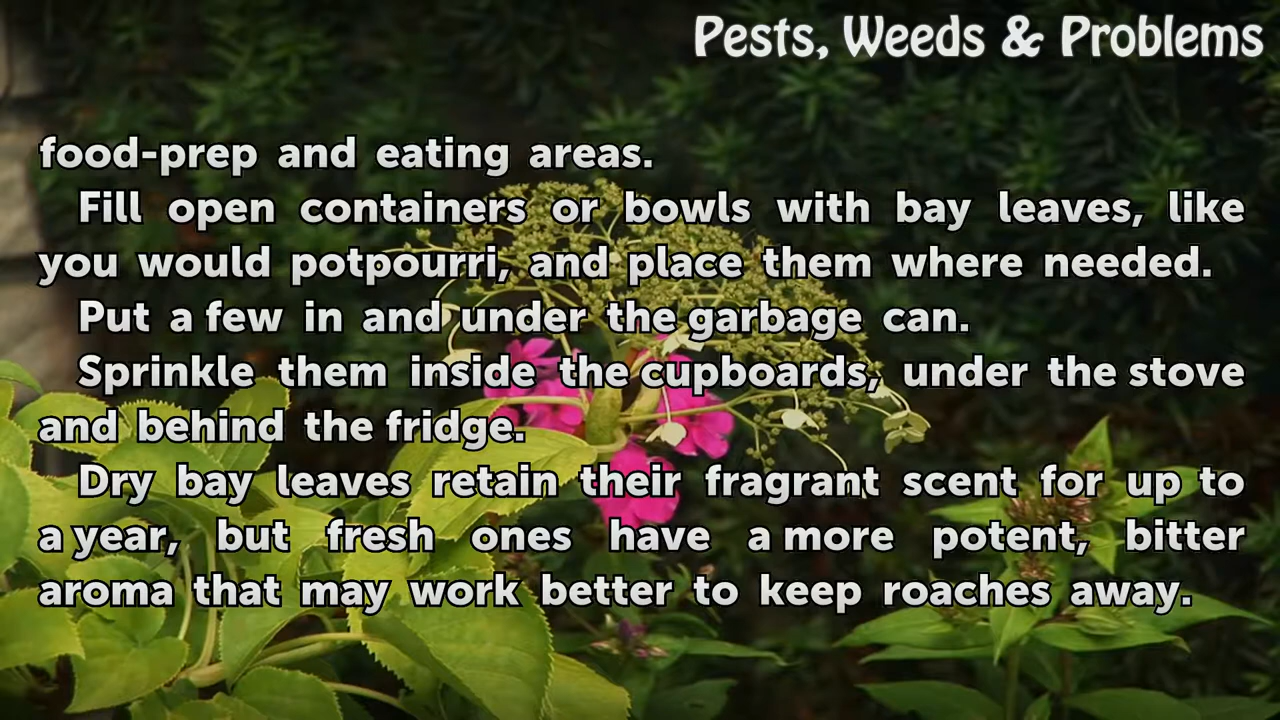 Pests, Weeds & Problems
food-prep and eating areas.
Fill open containers or bowls with bay leaves, like
you would potpourri, and place them where needed.
Put a few in and under the garbage can.
Sprinkle them inside the cupboards, under the stove
and behind the fridge.
Dry bay leaves retain their fragrant scent for up to
a year, but fresh ones have a more potent, bitter
aroma that may work better to keep roaches away.